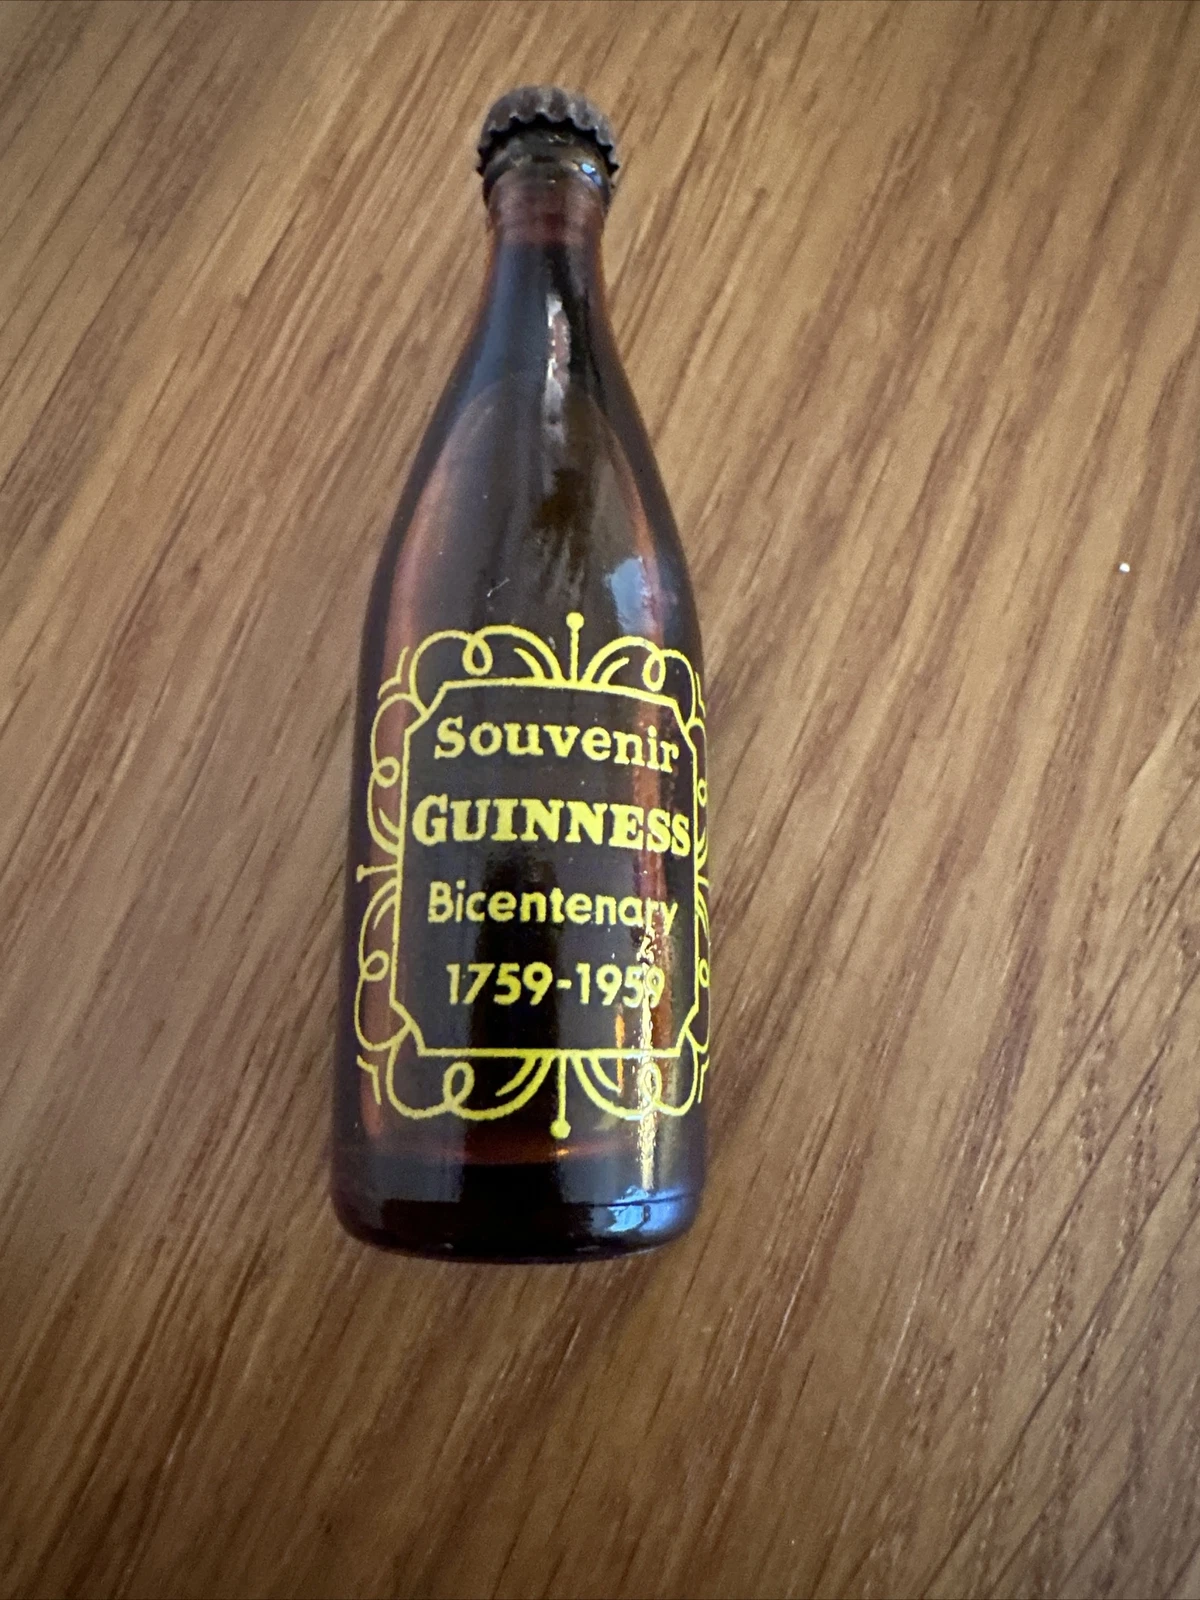 Souvenir
GUINNESS
Bicentenary
1759-1959